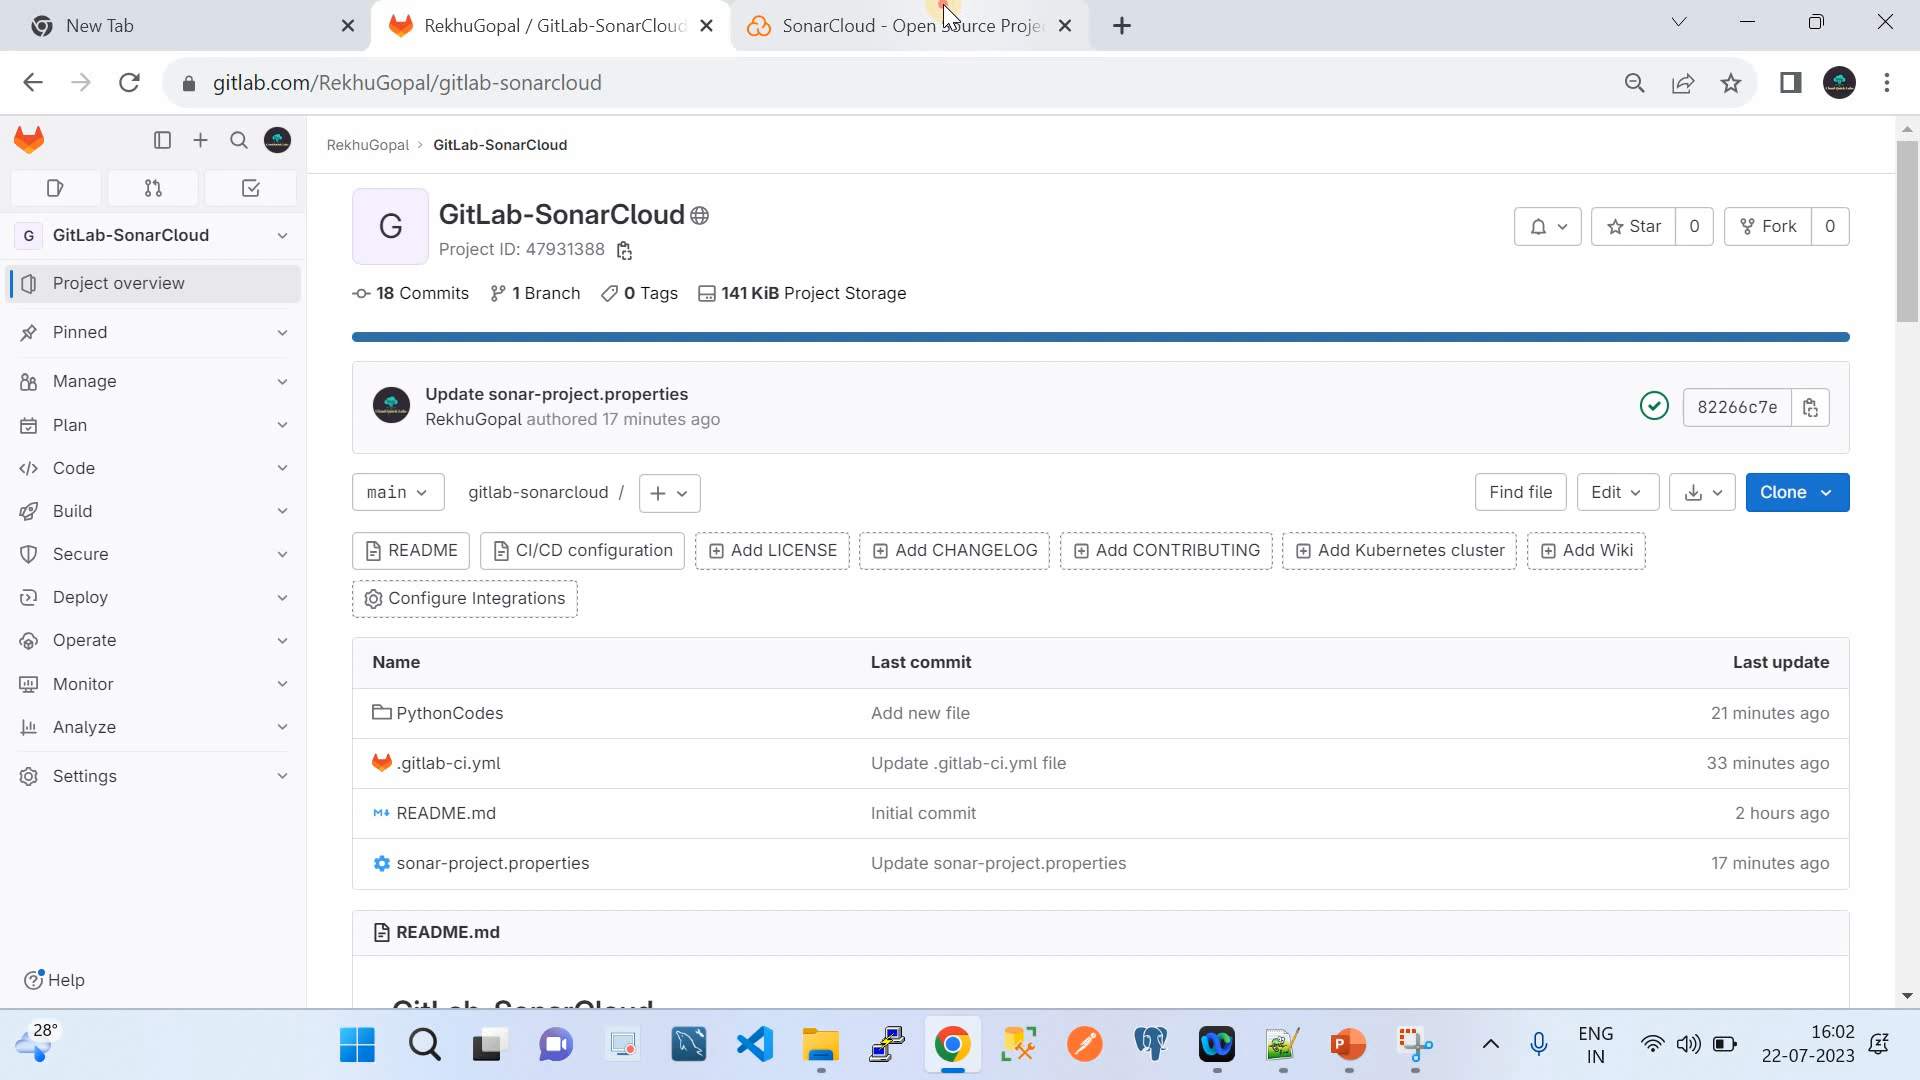 New Tab
RekhuGopal / GitLab-SonarCloud
SonarCloud - Open Source Proje
gitlab.com/RekhuGopal/gitlab-sonarcloud
RekhuGopal › GitLab-SonarCloud
G GitLab-SonarCloud
Project overview
Pinned
Manage
Plan
Code
Build
Secure
Deploy
Operate
Monitor
Analyze
Settings
Help
G
GitLab-SonarCloud
Project ID: 47931388
Star 0
Fork 0
18 Commits 1 Branch 0 Tags 141 KiB Project Storage
Update sonar-project.properties
RekhuGopal authored 17 minutes ago
82266c7e
main gitlab-sonarcloud / Find file Edit Clone
README CI/CD configuration Add LICENSE Add CHANGELOG Add CONTRIBUTING Add Kubernetes cluster Add Wiki
Configure Integrations
Name Last commit Last update
PythonCodes Add new file 21 minutes ago
.gitlab-ci.yml Update .gitlab-ci.yml file 33 minutes ago
README.md Initial commit 2 hours ago
sonar-project.properties Update sonar-project.properties 17 minutes ago
README.md
GitLab-SonarCloud
28°
ENG
IN
16:02
22-07-2023